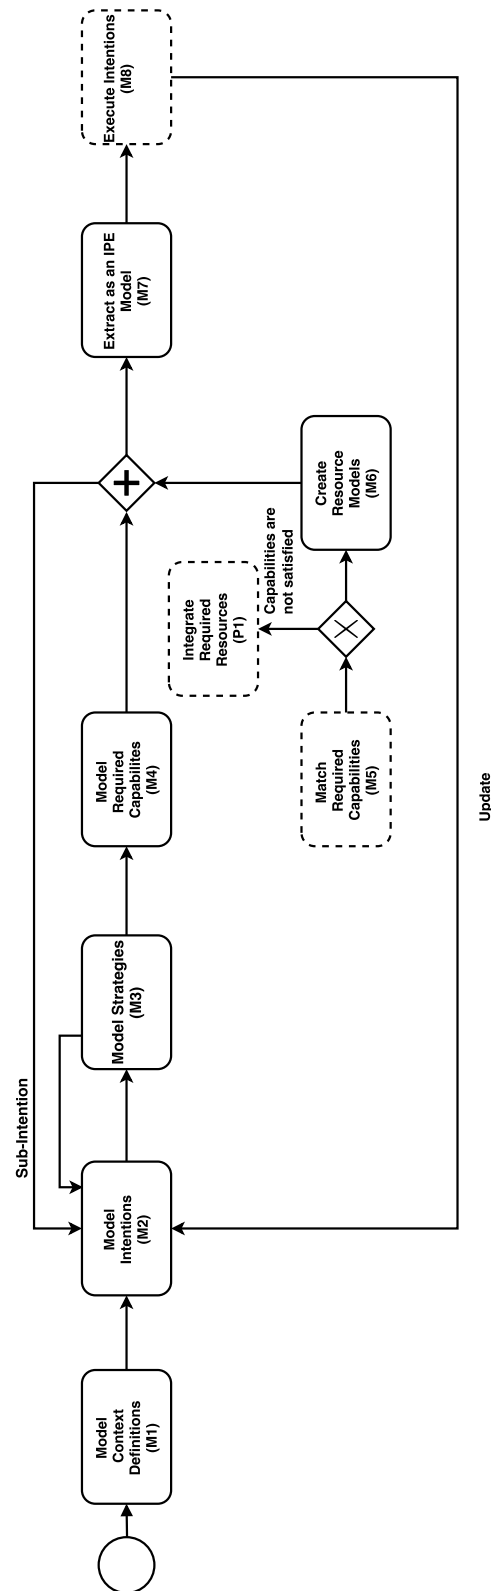 Sub-Intention
Model
Context
Definitions
(M1)
Model
Intentions
(M2)
Model Strategies
(M3)
Model
Required
Capabilites
(M4)
Extract as an IPE
Model
(M7)
Execute Intentions
(M8)
Integrate
Required
Resources
(P1)
Capabilities are
not satisfied
Match
Required
Capabilities
(M5)
Create
Resource
Models
(M6)
Update